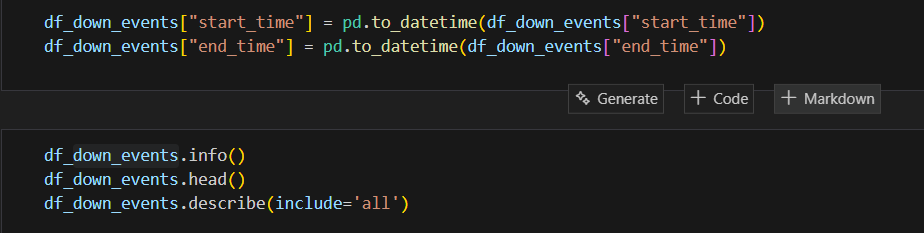 df_down_events["start_time"] = pd.to_datetime(df_down_events["start_time"])
df_down_events["end_time"] = pd.to_datetime(df_down_events["end_time"])
Generate
Code
Markdown
df_down_events.info()
df_down_events.head()
df_down_events.describe(include='all')